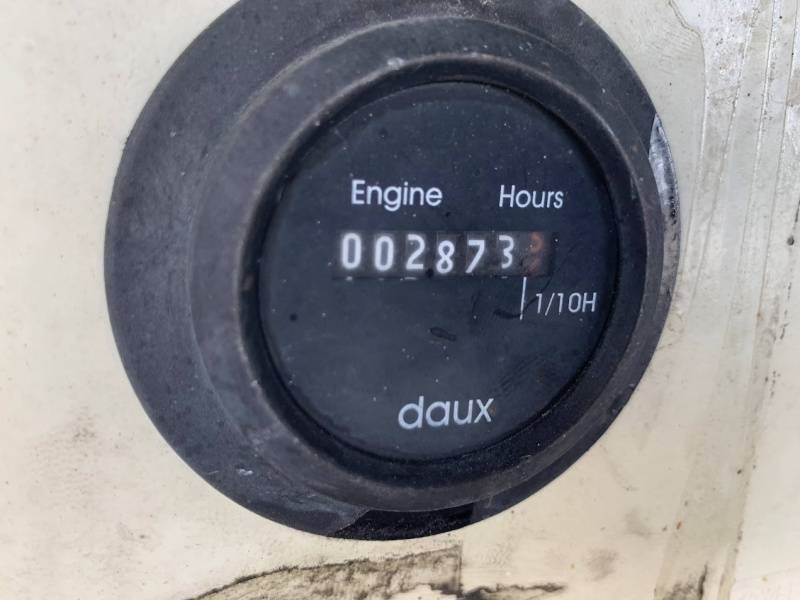 Engine Hours
002873
1/10H
daux